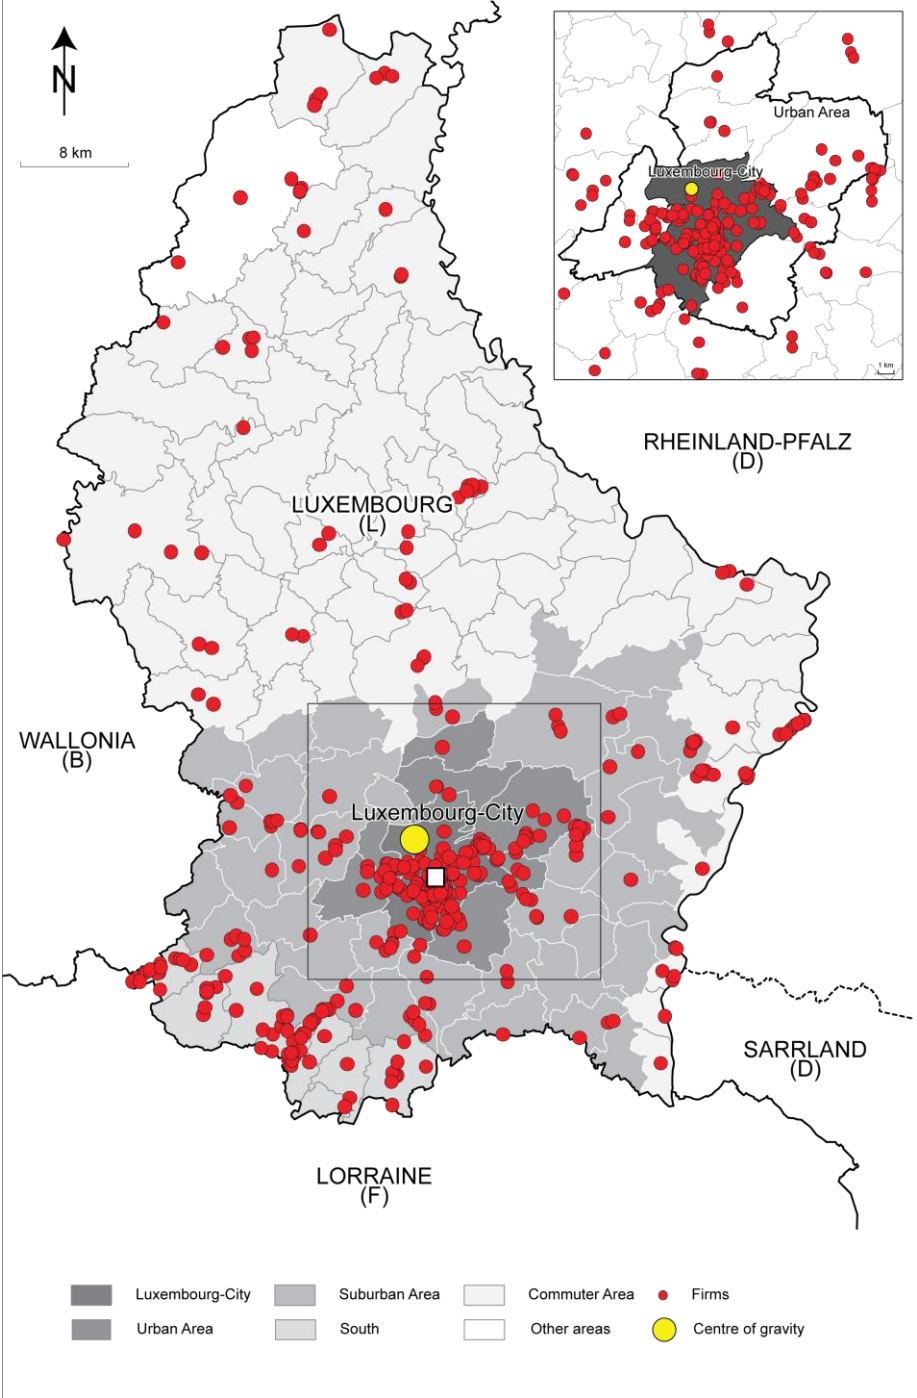 N
8 km
Urban Area
Luxembourg-City
1 km
RHEINLAND-PFALZ
(D)
LUXEMBOURG
(L)
WALLONIA
(B)
Luxembourg-City
SARRLAND
(D)
LORRAINE
(F)
Luxembourg-City
Suburban Area
Commuter Area
Firms
Urban Area
South
Other areas
Centre of gravity